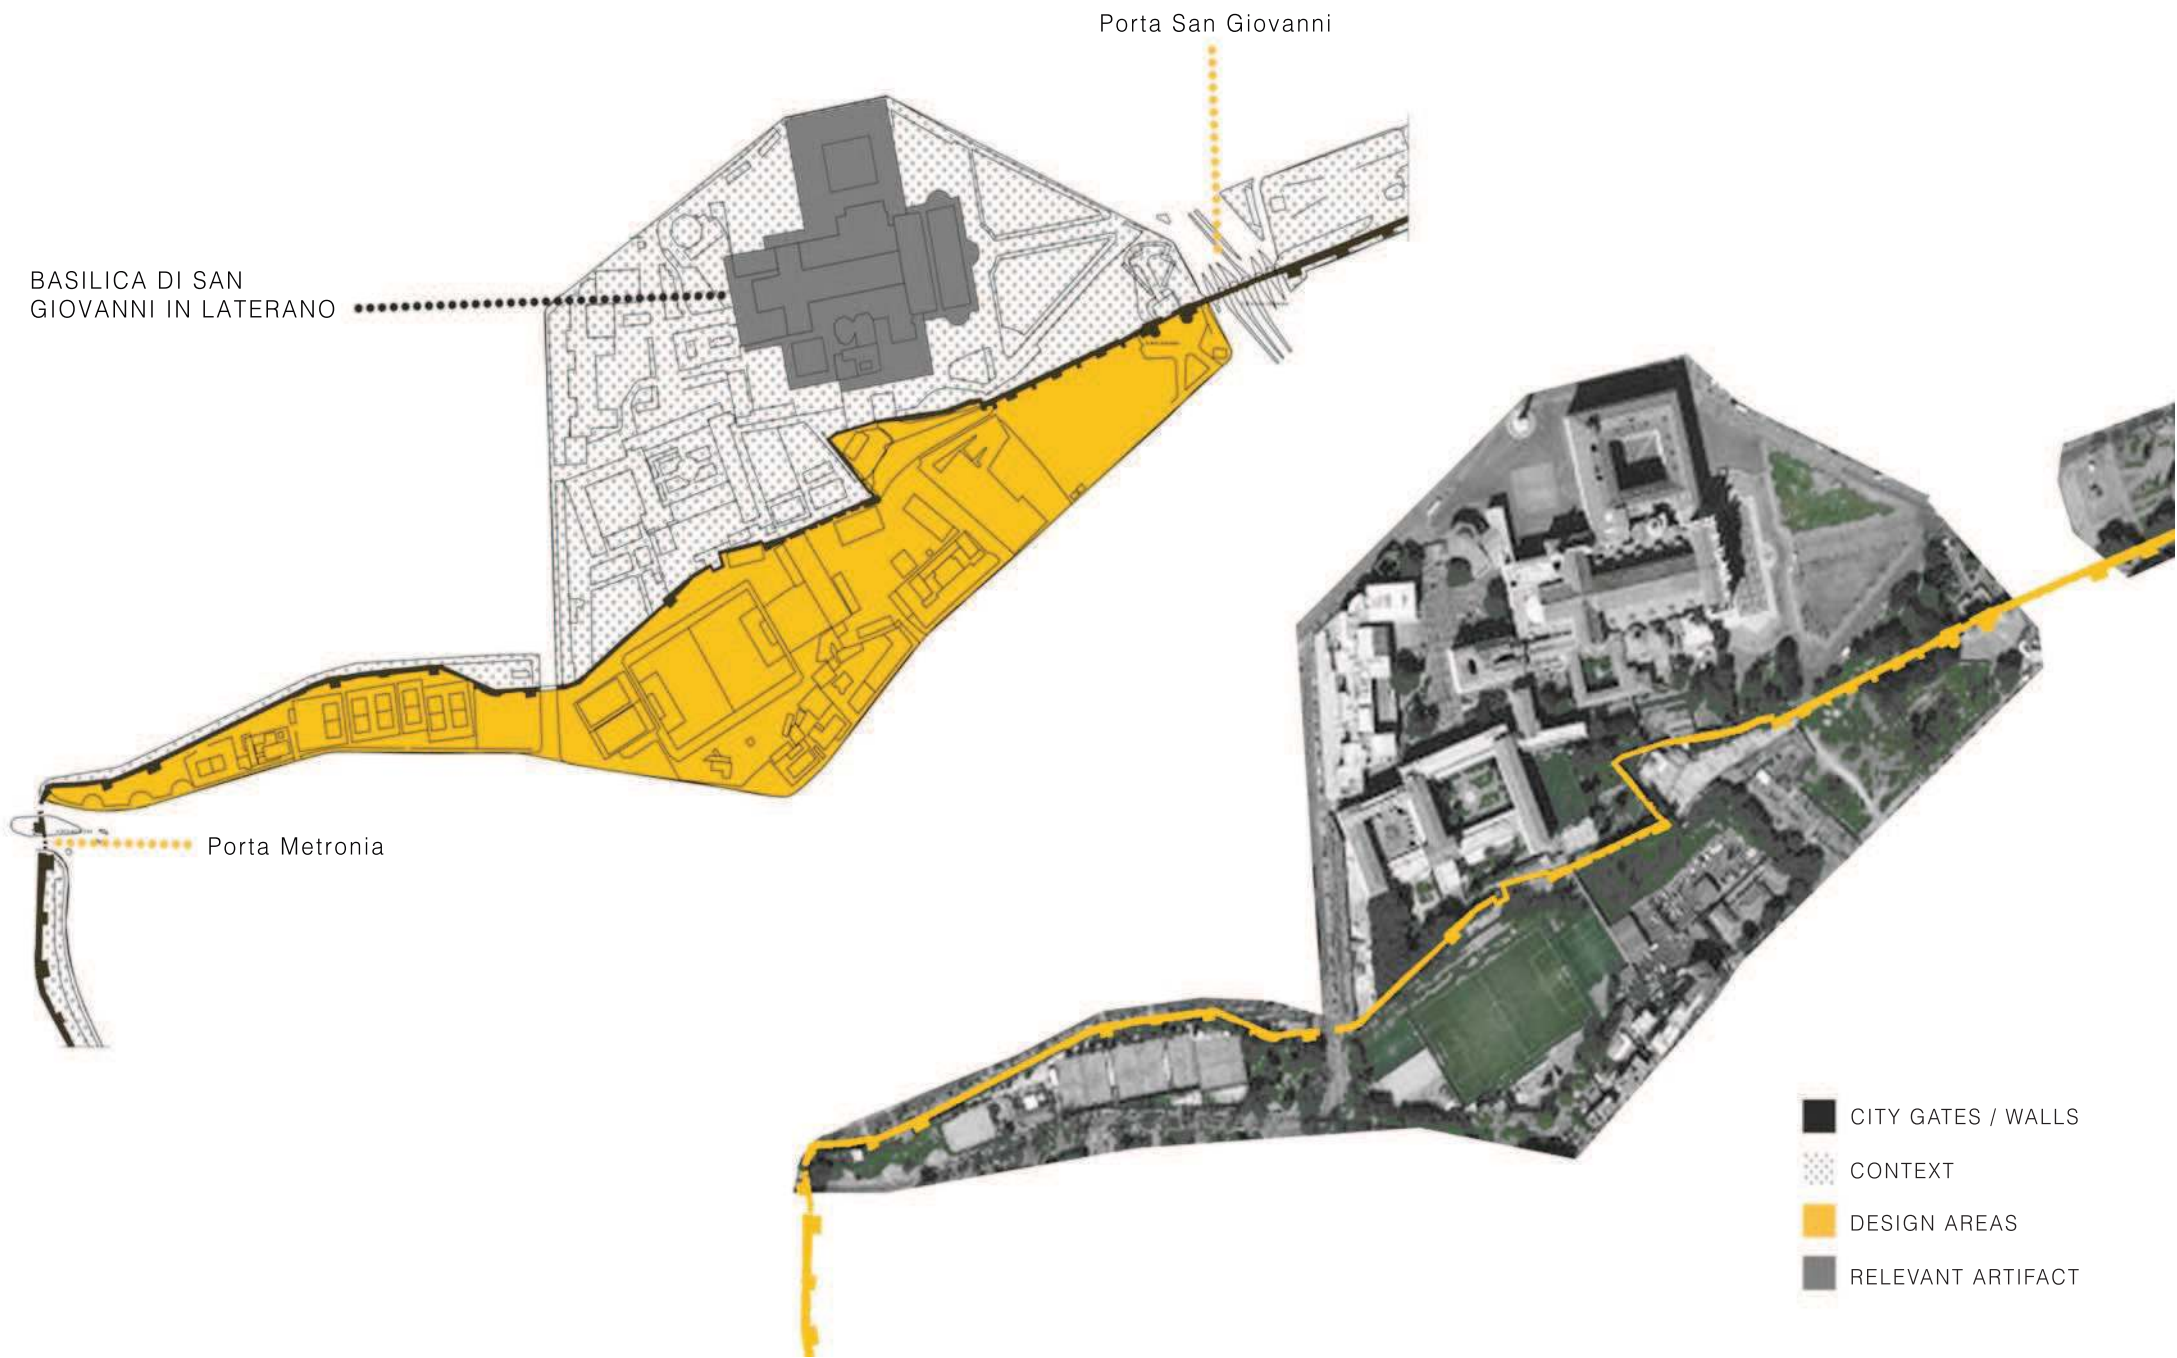 Porta San Giovanni
BASILICA DI SAN
GIOVANNI IN LATERANO
Porta Metronia
CITY GATES / WALLS
CONTEXT
DESIGN AREAS
RELEVANT ARTIFACT